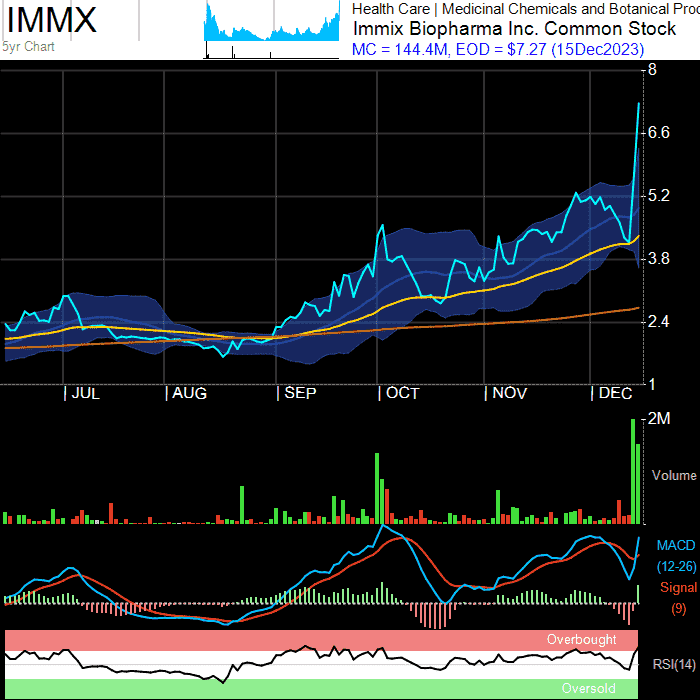 IMMX
5yr Chart
Health Care | Medicinal Chemicals and Botanical Proc
Immix Biopharma Inc. Common Stock
MC = 144.4M, EOD = $7.27 (15Dec2023)
8
6.6
5.2
3.8
2.4
1
JUL AUG SEP OCT NOV DEC
2M
Volume
MACD
(12-26)
Signal
(9)
Overbought
RSI(14)
Oversold